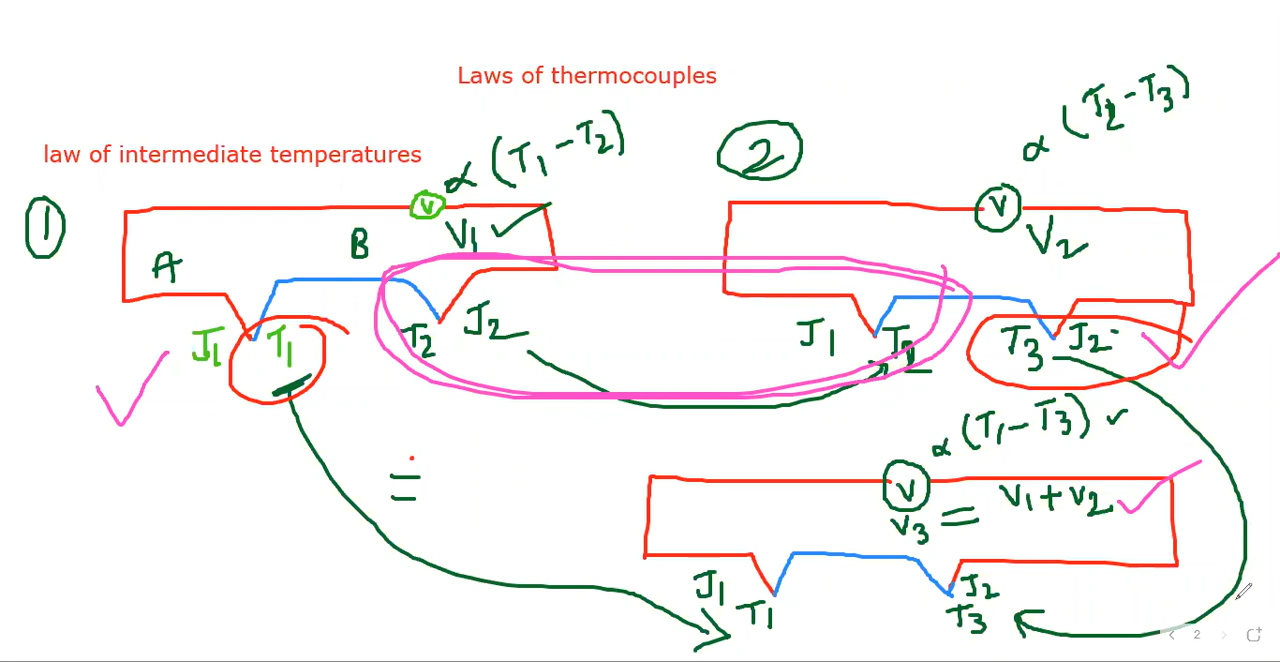 Laws of thermocouples
law of intermediate temperatures
1
∝ (T1 - T2)
2
∝ (T2 - T3)
V
V1
A
B
V
V2
J1 T1
T2 J2
J1
T3 J2
=
∝ (T1 - T3)
V
V3 = V1 + V2
J1 T1
J2
T3
2